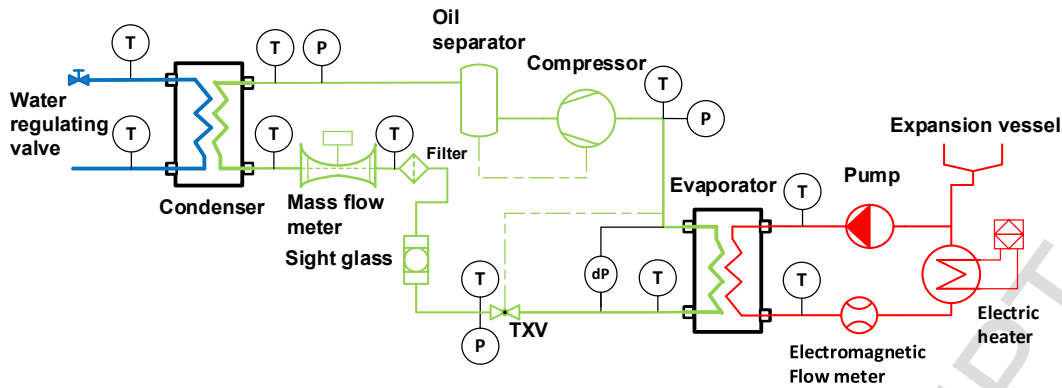 Oil
separator
Compressor
T
T
P
T
P
Water
regulating
valve
T
T
T
Filter
Condenser
Mass flow
meter
Sight glass
Expansion vessel
Evaporator
T
Pump
T
P
TXV
dP
T
T
Electric
heater
Electromagnetic
Flow meter